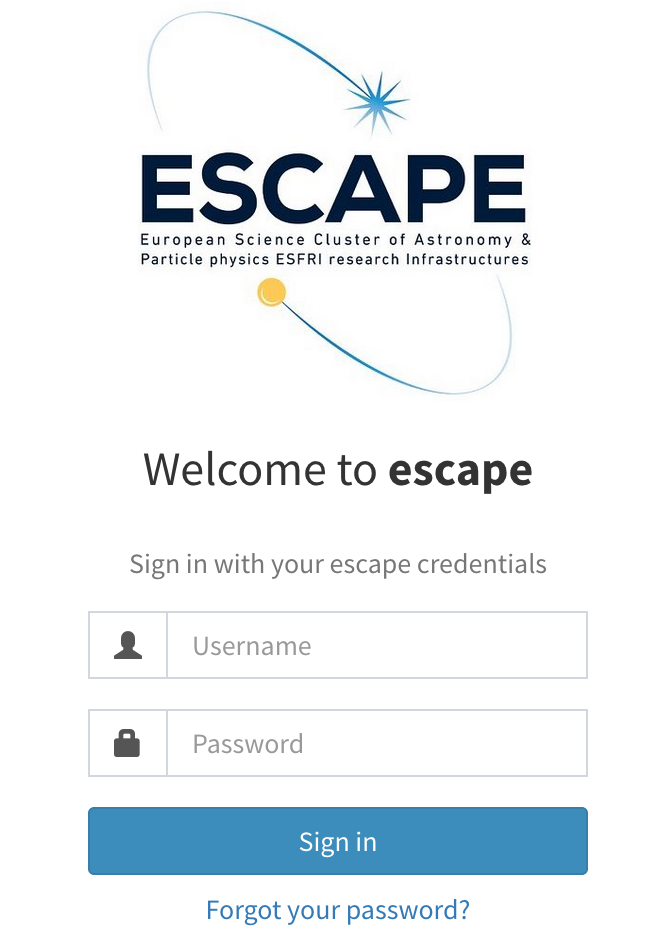 ESCAPE
European Science Cluster of Astronomy &
Particle physics ESFRI research Infrastructures
Welcome to escape
Sign in with your escape credentials
Username
Password
Sign in
Forgot your password?